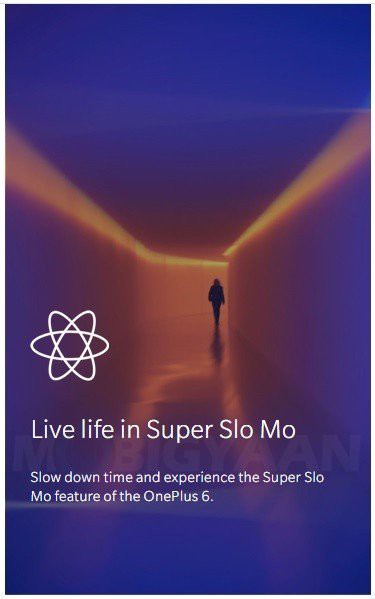 Live life in Super Slo Mo
MOBIGYAAN
Slow down time and experience the Super Slo
Mo feature of the OnePlus 6.